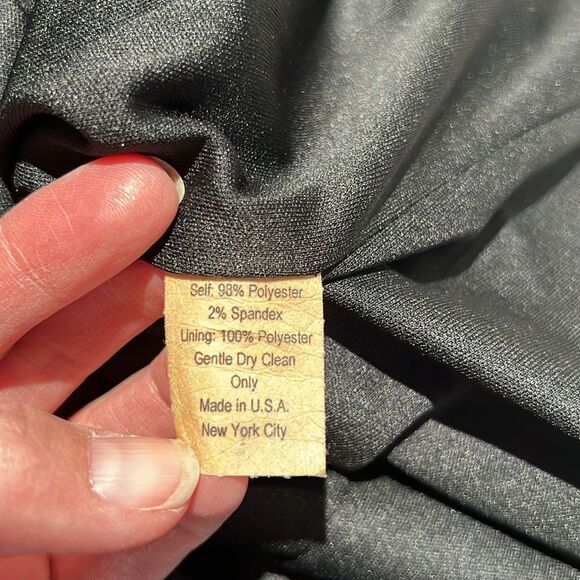 Self: 98% Polyester
2% Spandex
Lining: 100% Polyester
Gentle Dry Clean
Only
Made in U.S.A.
New York City